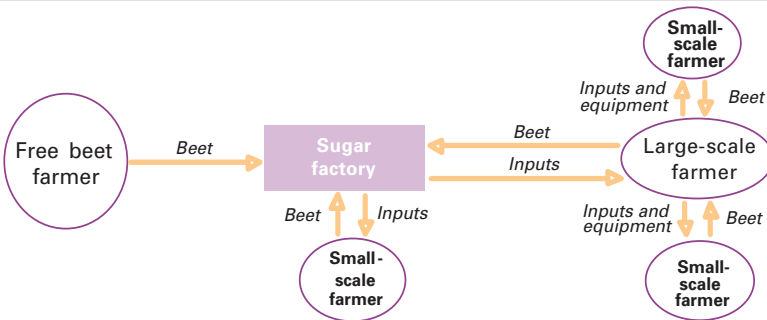 Small-
scale
farmer
Inputs and
equipment
Beet
Free beet
farmer
Beet
Sugar
factory
Beet
Inputs
Large-scale
farmer
Beet
Inputs
Small-
scale
farmer
Inputs and
equipment
Beet
Small-
scale
farmer